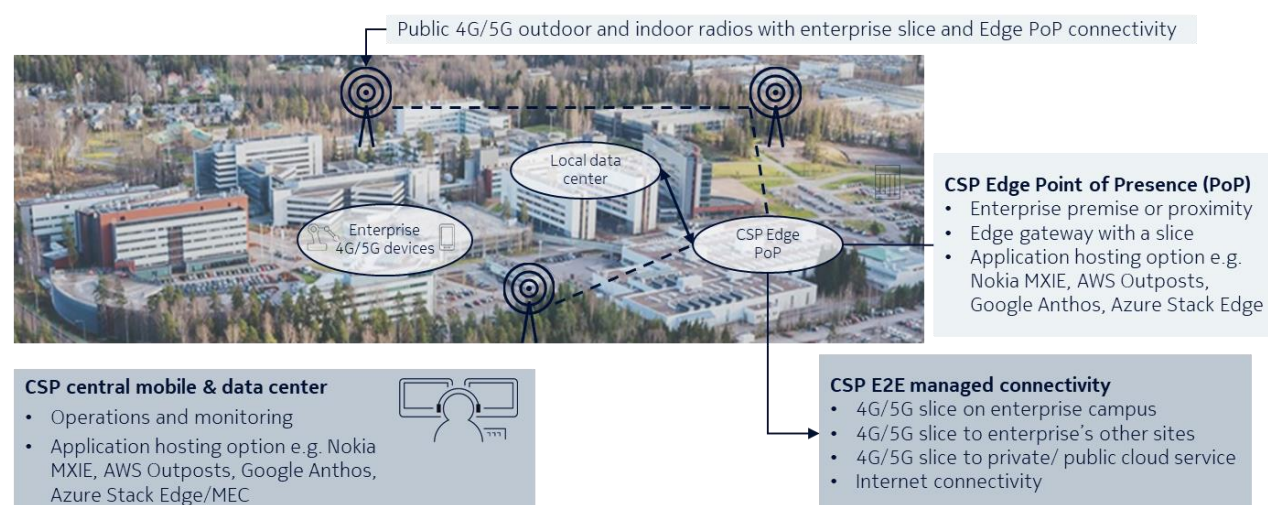 Public 4G/5G outdoor and indoor radios with enterprise slice and Edge PoP connectivity
Local data
center
Enterprise
4G/5G devices
CSP Edge
PoP
CSP Edge Point of Presence (PoP)
• Enterprise premise or proximity
• Edge gateway with a slice
• Application hosting option e.g.
Nokia MXIE, AWS Outposts,
Google Anthos, Azure Stack Edge
CSP central mobile & data center
• Operations and monitoring
• Application hosting option e.g. Nokia
MXIE, AWS Outposts, Google Anthos,
Azure Stack Edge/MEC
CSP E2E managed connectivity
• 4G/5G slice on enterprise campus
• 4G/5G slice to enterprise’s other sites
• 4G/5G slice to private/ public cloud service
• Internet connectivity